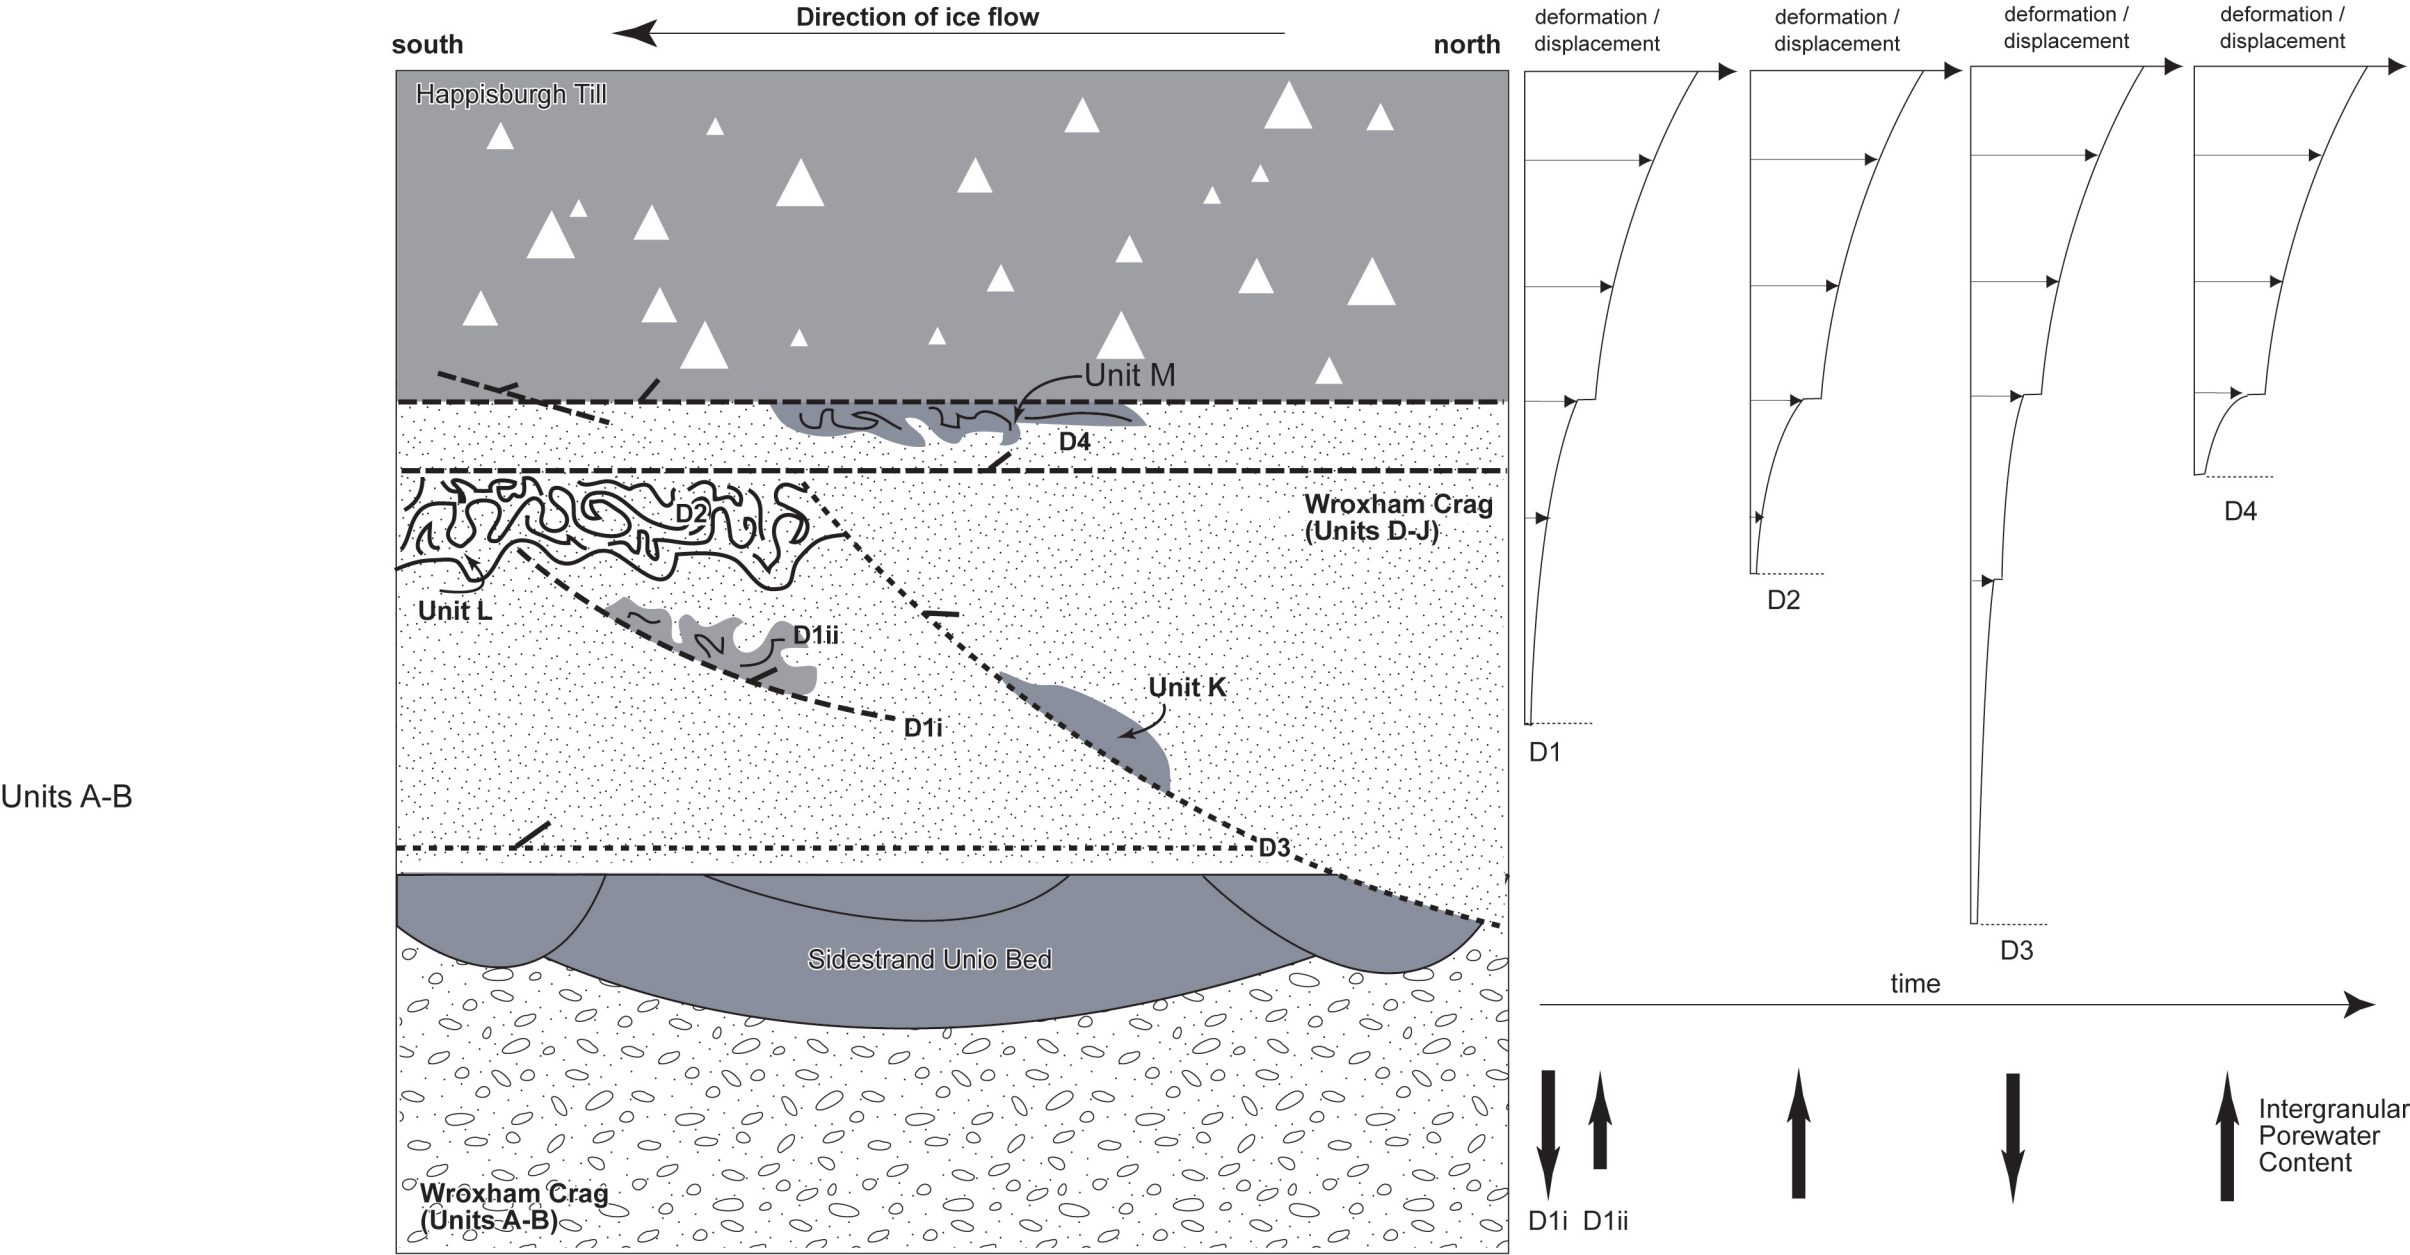 Direction of ice flow
south
north
deformation /
displacement
deformation /
displacement
deformation /
displacement
deformation /
displacement
Happisburgh Till
Unit M
D4
Wroxham Crag
(Units D-J)
D2
Unit L
D1ii
Unit K
D1i
D3
Units A-B
Sidestrand Unio Bed
Wroxham Crag
(Units A-B)
D1
D2
D3
D4
time
D1i
D1ii
Intergranular
Porewater
Content